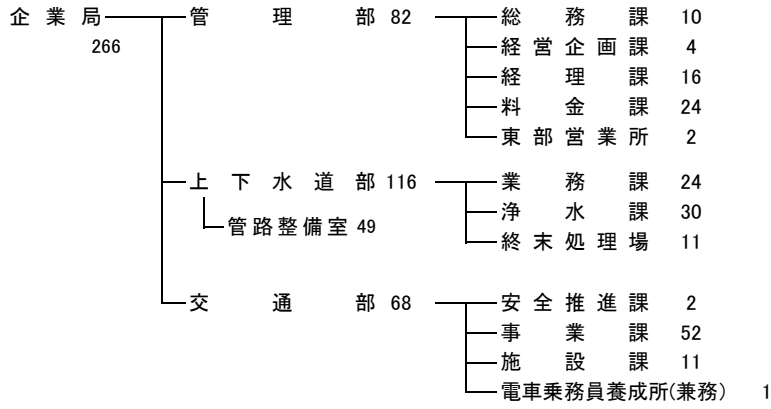 企業局 管理部 82 総務課 10
266 経営企画課 4
経理課 16
料金課 24
東部営業所 2
上下水道部 116 業務課 24
浄水課 30
管路整備室 49 終末処理場 11
交通部 68 安全推進課 2
事業課 52
施設課 11
電車乗務員養成所(兼務) 1